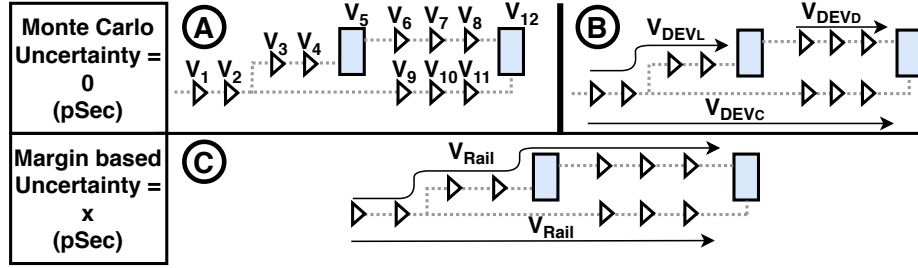 Monte Carlo
Uncertainty =
0
(pSec)
A
V5 V6 V7 V8 V12
V3 V4
V1 V2
V9 V10 V11
B
VDEVL VDEVD
VDEVC
Margin based
Uncertainty =
x
(pSec)
C
VRail
VRail